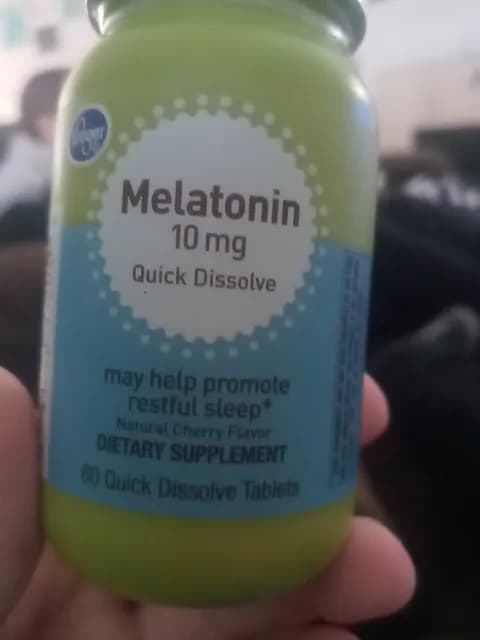 Kroger
Melatonin
10 mg
Quick Dissolve
may help promote
restful sleep*
Natural Cherry Flavor
DIETARY SUPPLEMENT
60 Quick Dissolve Tablets